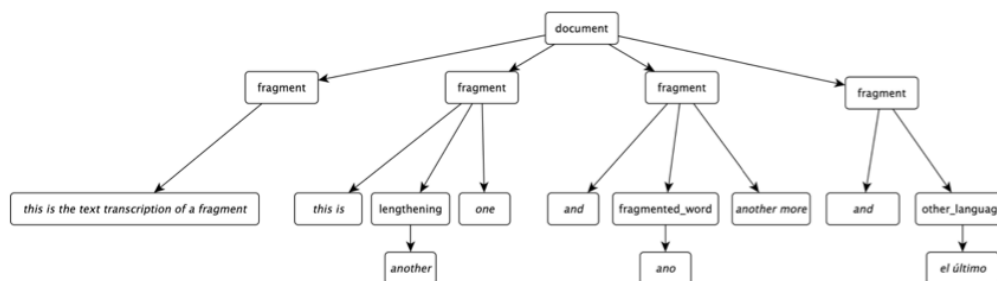 document
fragment
fragment
fragment
fragment
this is the text transcription of a fragment
this is
lengthening
one
and
fragmented_word
another more
and
other_languag
another
ano
el último